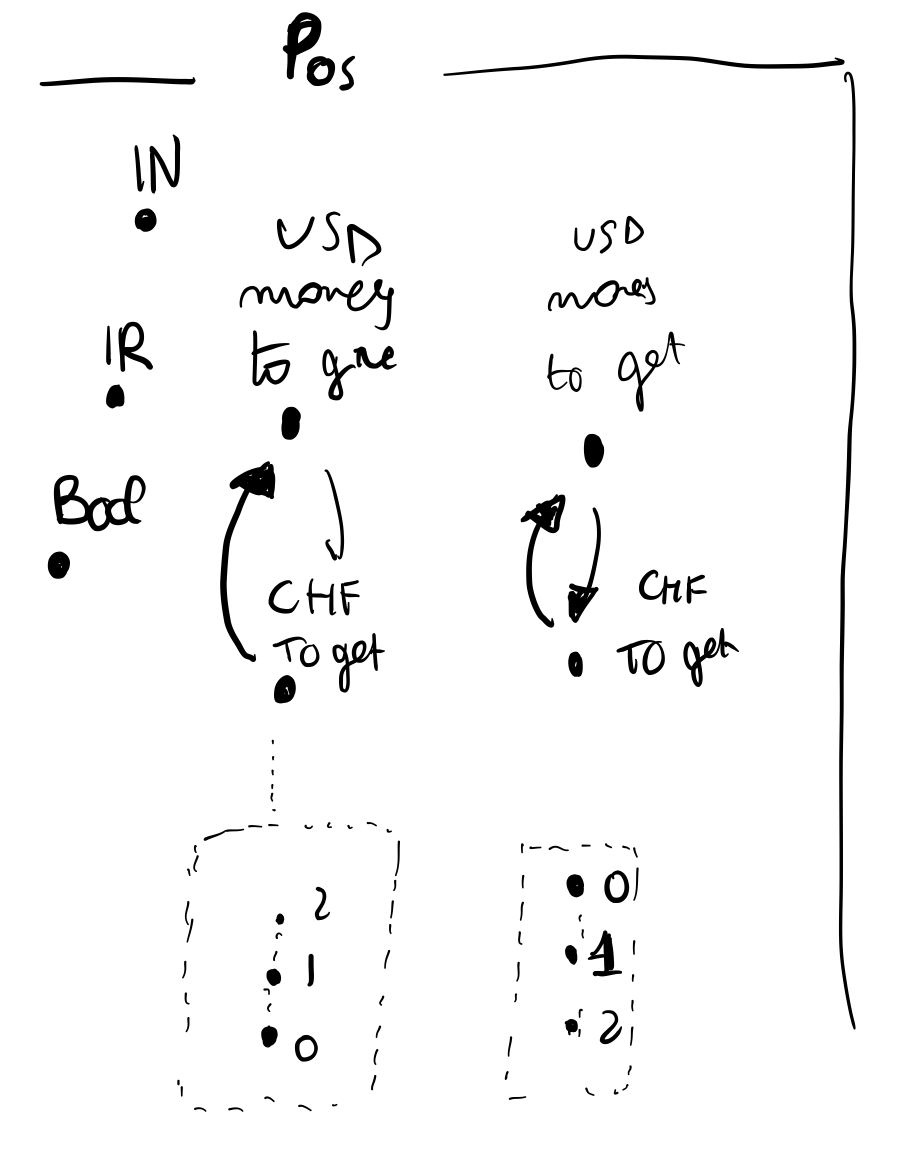 Pos
IN
IR
Bool
USD
money
to give
CHF
To get
USD
money
to get
CHF
TO get
2
1
0
0
1
2